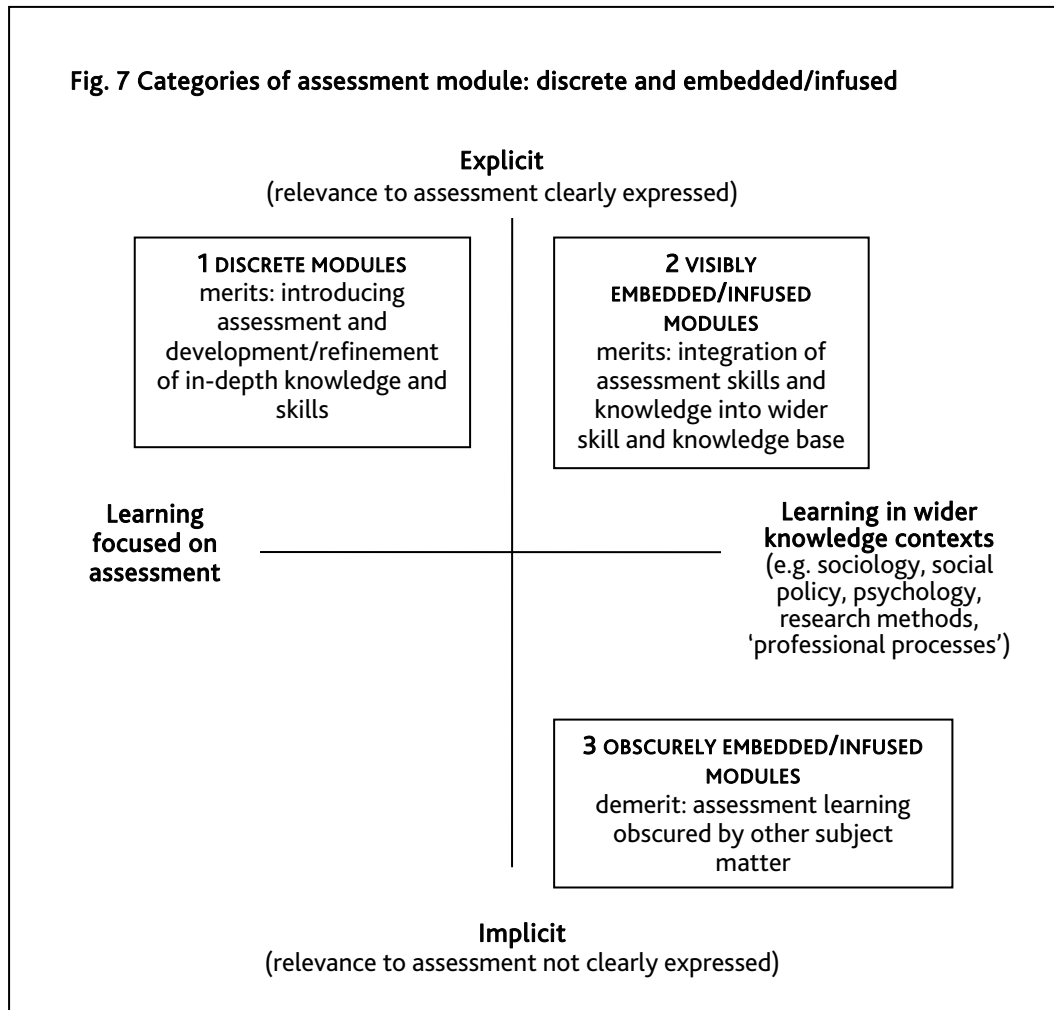 Fig. 7 Categories of assessment module: discrete and embedded/infused
Explicit
(relevance to assessment clearly expressed)
1 DISCRETE MODULES
merits: introducing
assessment and
development/refinement
of in-depth knowledge and
skills
2 VISIBLY
EMBEDDED/INFUSED
MODULES
merits: integration of
assessment skills and
knowledge into wider
skill and knowledge base
Learning
focused on
assessment
Learning in wider
knowledge contexts
(e.g. sociology, social
policy, psychology,
research methods,
‘professional processes’)
3 OBSCURELY EMBEDDED/INFUSED
MODULES
demerit: assessment learning
obscured by other subject
matter
Implicit
(relevance to assessment not clearly expressed)